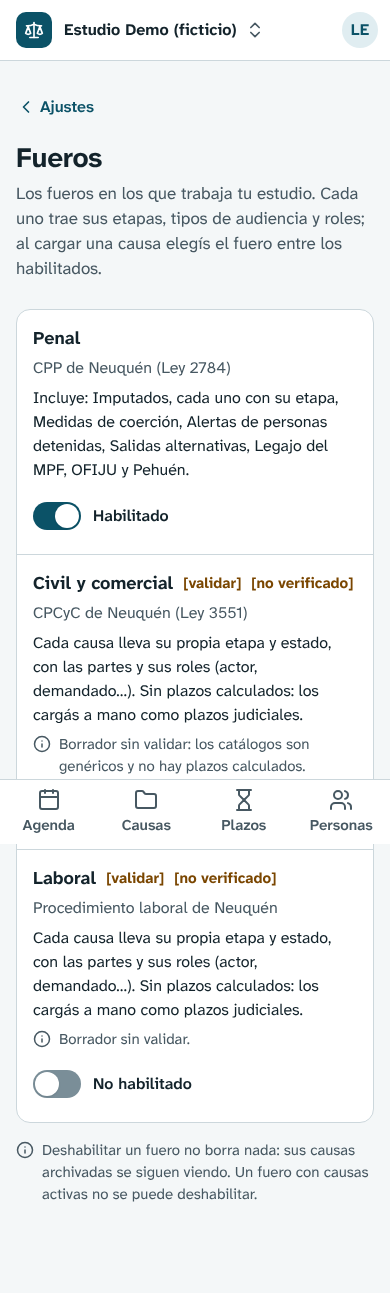 Estudio Demo (ficticio)
LE
Ajustes
Fueros
Los fueros en los que trabaja tu estudio. Cada
uno trae sus etapas, tipos de audiencia y roles;
al cargar una causa elegís el fuero entre los
habilitados.
Penal
CPP de Neuquén (Ley 2784)
Incluye: Imputados, cada uno con su etapa,
Medidas de coerción, Alertas de personas
detenidas, Salidas alternativas, Legajo del
MPF, OFIJU y Pehuén.
Habilitado
Civil y comercial [validar] [no verificado]
CPCyC de Neuquén (Ley 3551)
Cada causa lleva su propia etapa y estado,
con las partes y sus roles (actor,
demandado...). Sin plazos calculados: los
cargás a mano como plazos judiciales.
Borrador sin validar: los catálogos son
genéricos y no hay plazos calculados.
Agenda Causas Plazos Personas
Laboral [validar] [no verificado]
Procedimiento laboral de Neuquén
Cada causa lleva su propia etapa y estado,
con las partes y sus roles (actor,
demandado...). Sin plazos calculados: los
cargás a mano como plazos judiciales.
Borrador sin validar.
No habilitado
Deshabilitar un fuero no borra nada: sus causas
archivadas se siguen viendo. Un fuero con causas
activas no se puede deshabilitar.